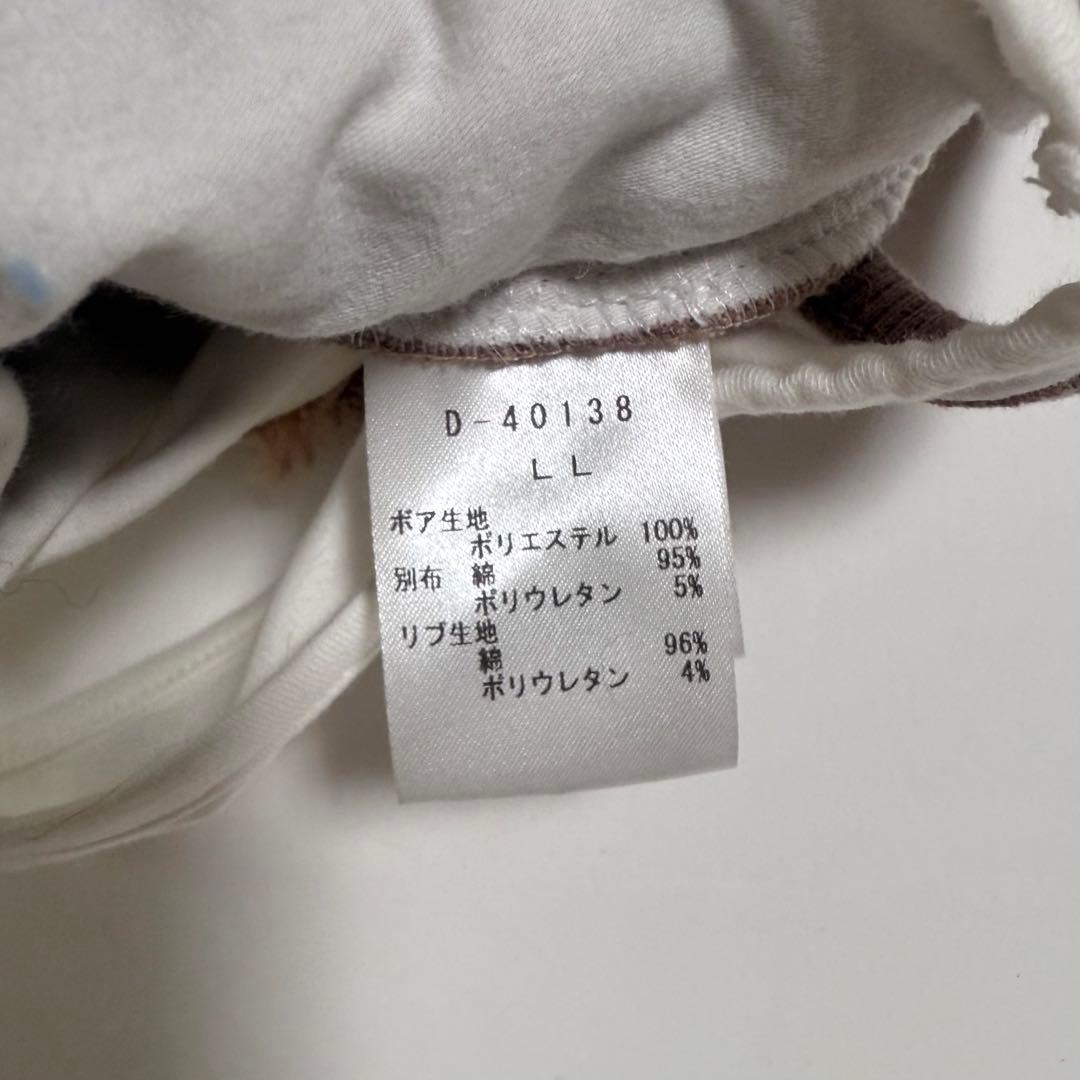 D-40138
LL
ボア生地
ポリエステル 100%
別布 綿 95%
ポリウレタン 5%
リブ生地
綿 96%
ポリウレタン 4%